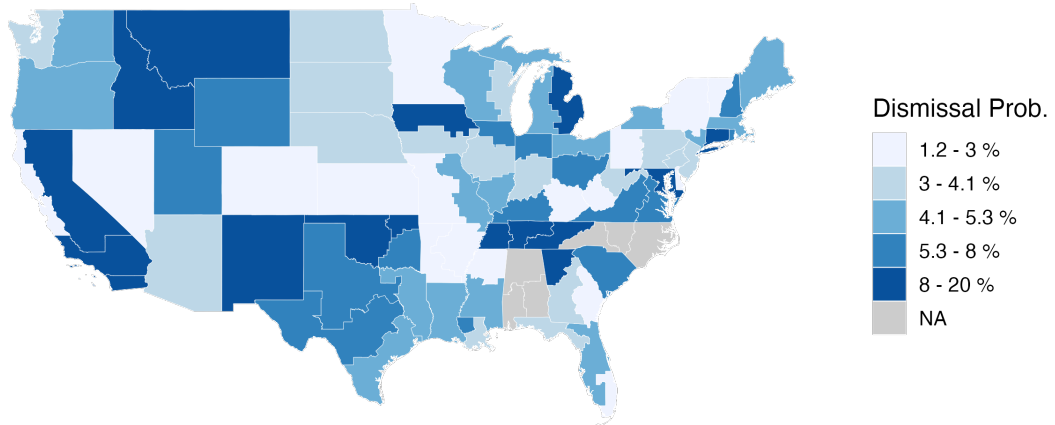 Dismissal Prob.
1.2 - 3 %
3 - 4.1 %
4.1 - 5.3 %
5.3 - 8 %
8 - 20 %
NA